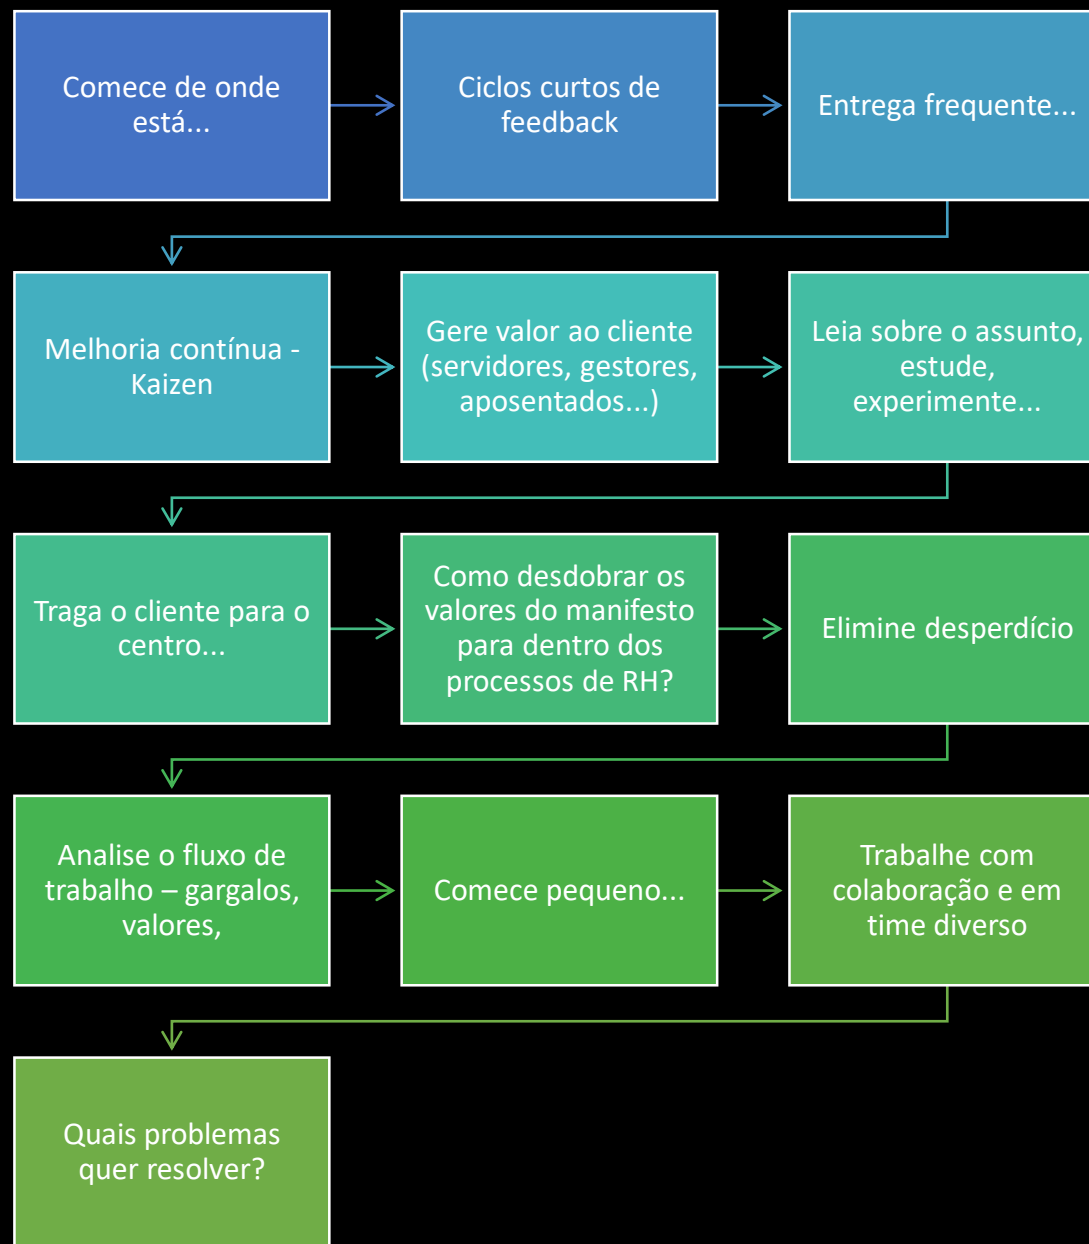 Comece de onde
está...
Ciclos curtos de
feedback
Entrega frequente...
Melhoria contínua -
Kaizen
Gere valor ao cliente
(servidores, gestores,
aposentados...)
Leia sobre o assunto,
estude,
experimente...
Traga o cliente para o
centro...
Como desdobrar os
valores do manifesto
para dentro dos
processos de RH?
Elimine desperdício
Analise o fluxo de
trabalho – gargalos,
valores,
Comece pequeno...
Trabalhe com
colaboração e em
time diverso
Quais problemas
quer resolver?